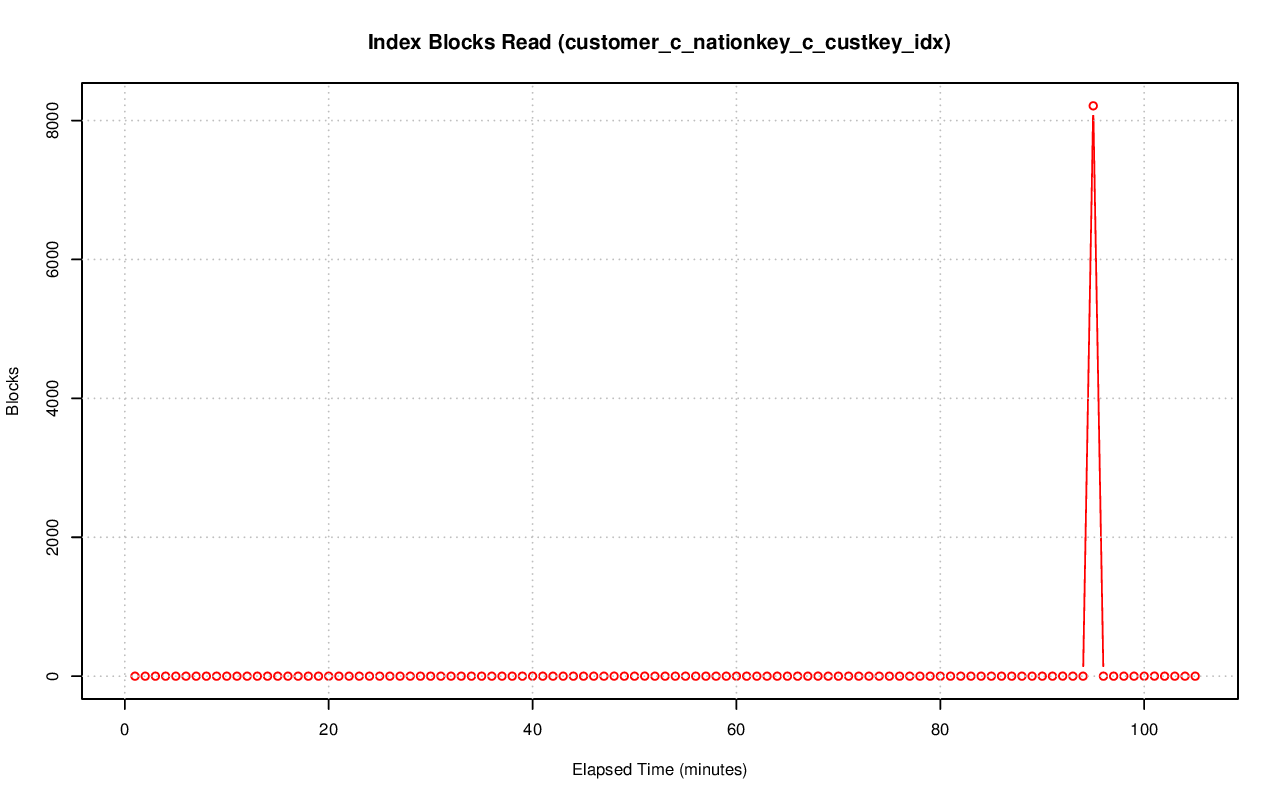 Index Blocks Read (customer_c_nationkey_c_custkey_idx)
Blocks
8000
6000
4000
2000
0
0 20 40 60 80 100
Elapsed Time (minutes)